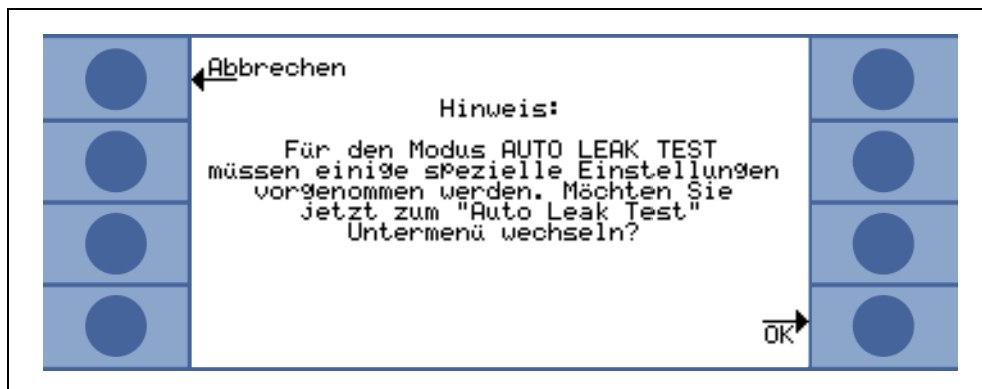 Abbrechen
Hinweis:
Für den Modus AUTO LEAK TEST
müssen einige spezielle Einstellungen
vorgenommen werden. Möchten Sie
jetzt zum "Auto Leak Test"
Untermenü wechseln?
OK